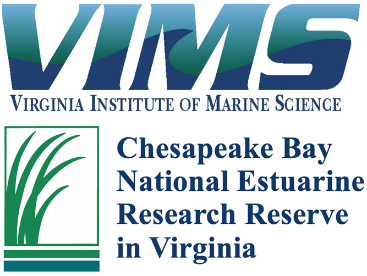 VIMS
VIRGINIA INSTITUTE OF MARINE SCIENCE
Chesapeake Bay
National Estuarine
Research Reserve
in Virginia